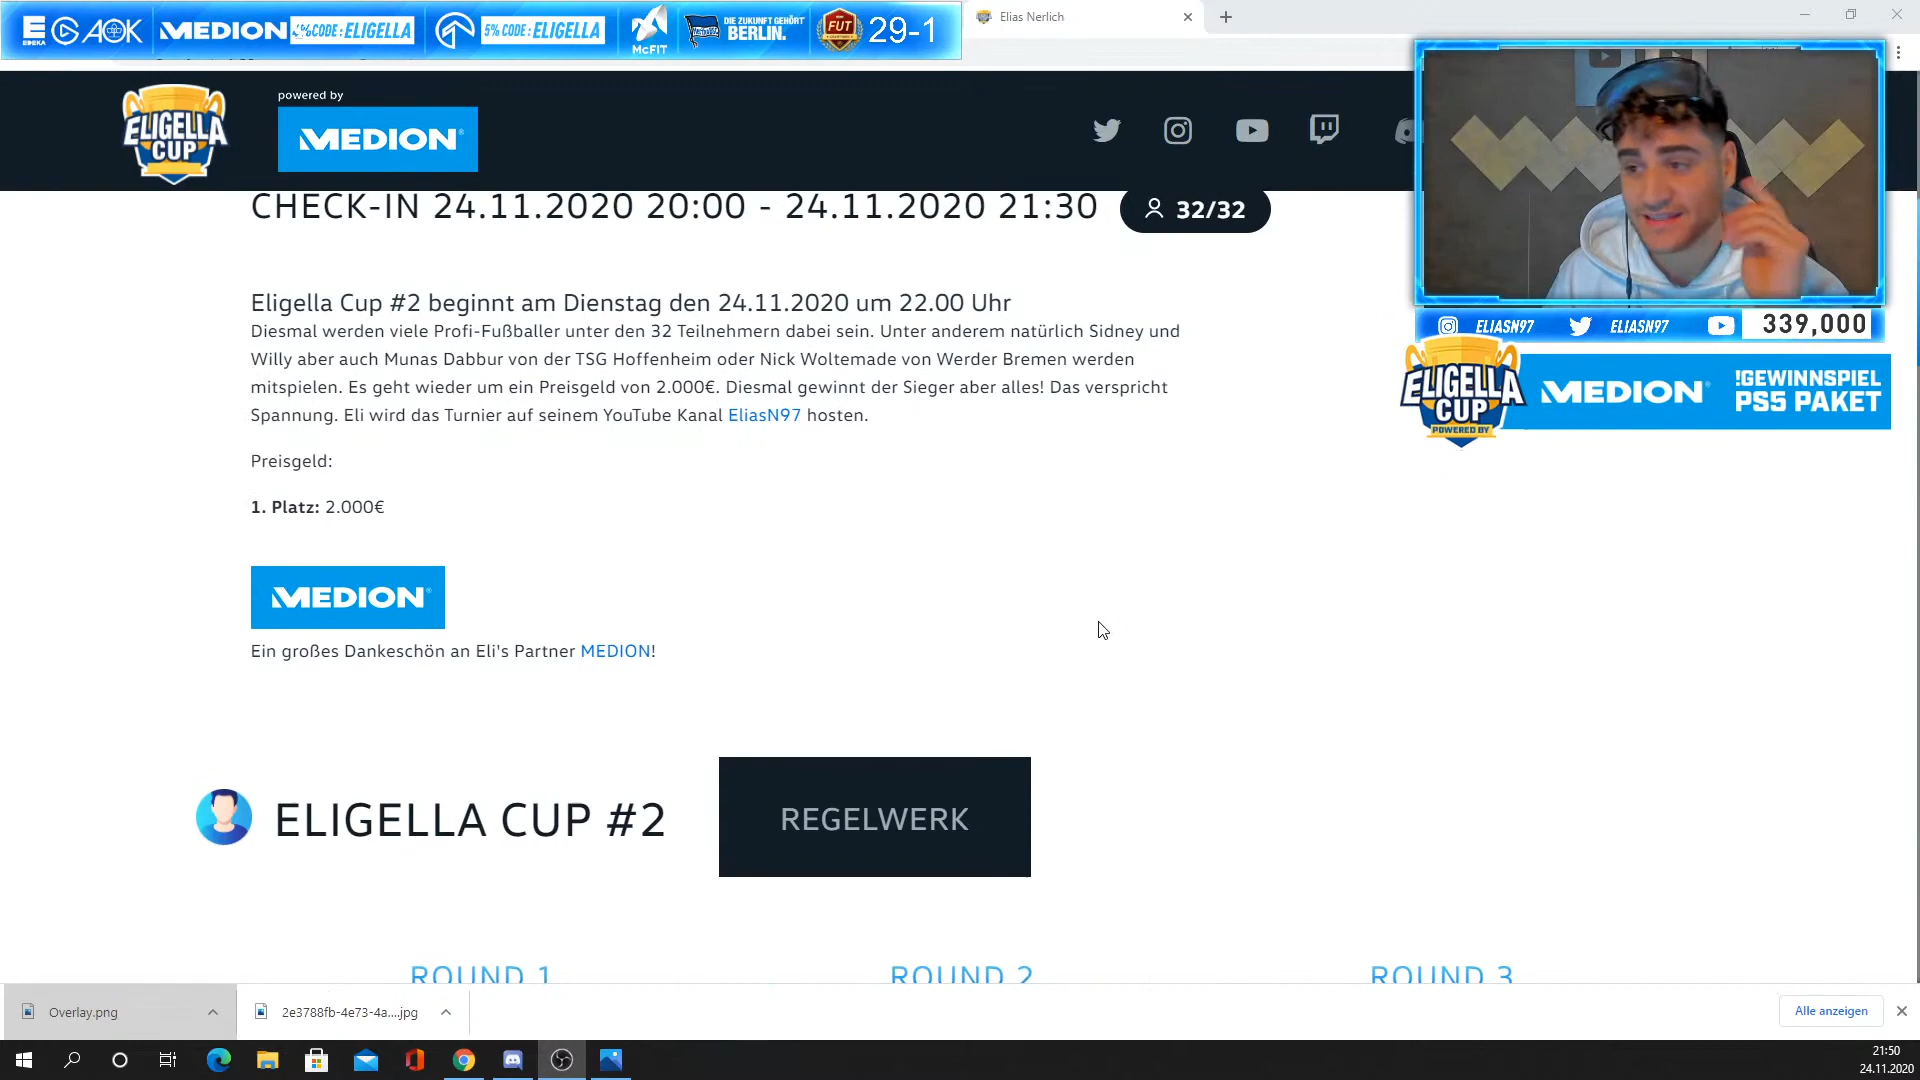 EDEKA
AOK
MEDION
CODE: ELIGELLA
5% CODE: ELIGELLA
McFIT
DIE ZUKUNFT GEHÖRT
BERLIN.
FUT
29-1
Elias Nerlich
ELIGELLA
CUP
powered by
MEDION®
CHECK-IN 24.11.2020 20:00 - 24.11.2020 21:30
32/32
Eligella Cup #2 beginnt am Dienstag den 24.11.2020 um 22.00 Uhr
Diesmal werden viele Profi-Fußballer unter den 32 Teilnehmern dabei sein. Unter anderem natürlich Sidney und
Willy aber auch Munas Dabbur von der TSG Hoffenheim oder Nick Woltemade von Werder Bremen werden
mitspielen. Es geht wieder um ein Preisgeld von 2.000€. Diesmal gewinnt der Sieger aber alles! Das verspricht
Spannung. Eli wird das Turnier auf seinem YouTube Kanal EliasN97 hosten.
Preisgeld:
1. Platz: 2.000€
MEDION®
Ein großes Dankeschön an Eli's Partner MEDION!
ELIGELLA CUP #2
REGELWERK
ROUND 1
ROUND 2
ROUND 3
ELIASN97
ELIASN97
339,000
ELIGELLA
CUP
POWERED BY
MEDION®
!GEWINNSPIEL
PS5 PAKET
Overlay.png
2e3788fb-4e73-4a....jpg
Alle anzeigen
21:50
24.11.2020